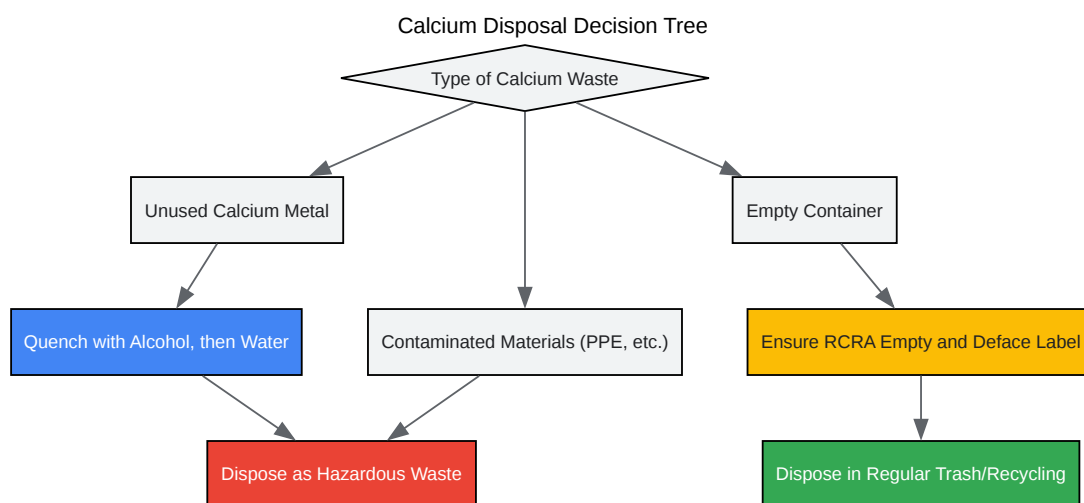 Calcium Disposal Decision Tree
Type of Calcium Waste
Unused Calcium Metal
Empty Container
Quench with Alcohol, then Water
Contaminated Materials (PPE, etc.)
Ensure RCRA Empty and Deface Label
Dispose as Hazardous Waste
Dispose in Regular Trash/Recycling